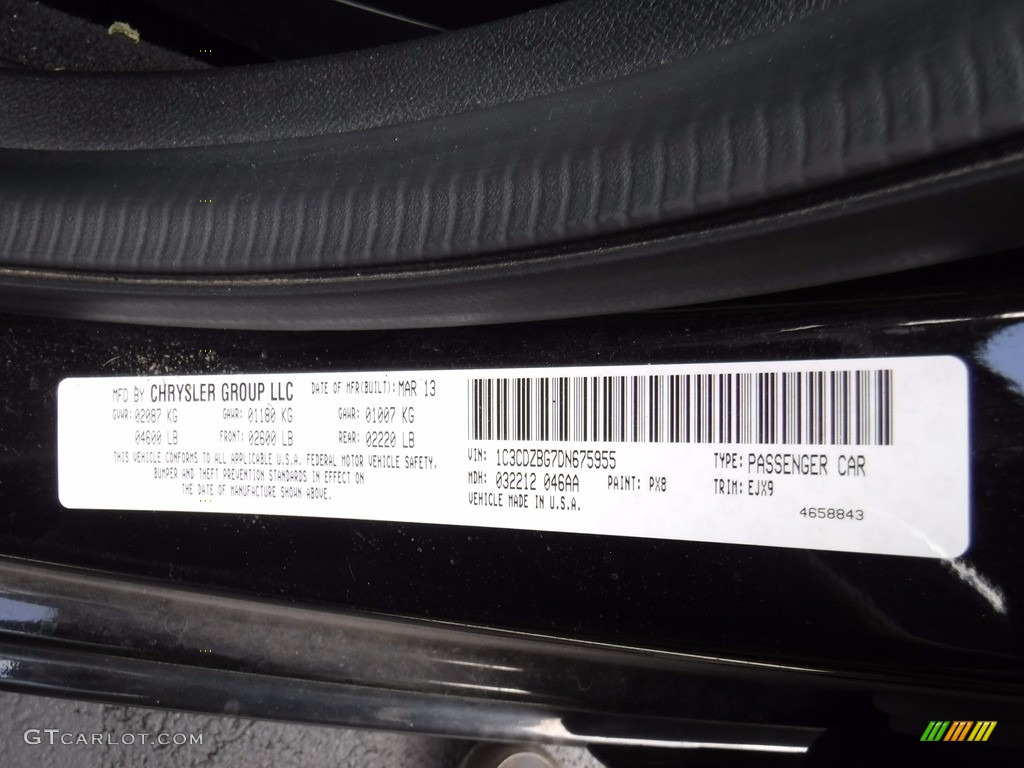 MFD BY CHRYSLER GROUP LLC DATE OF MFR(BUILT): MAR 13
GVWR: 02087 KG GAWR: 01180 KG GAWR: 01007 KG
04600 LB FRONT: 02600 LB REAR: 02220 LB
THIS VEHICLE CONFORMS TO ALL APPLICABLE U.S.A. FEDERAL MOTOR VEHICLE SAFETY,
BUMPER AND THEFT PREVENTION STANDARDS IN EFFECT ON
THE DATE OF MANUFACTURE SHOWN ABOVE.
VIN: 1C3CDZBG7DN675955 TYPE: PASSENGER CAR
MDH: 032212 046AA PAINT: PX8 TRIM: EJX9
VEHICLE MADE IN U.S.A.
4658843
GTCARLOT.COM